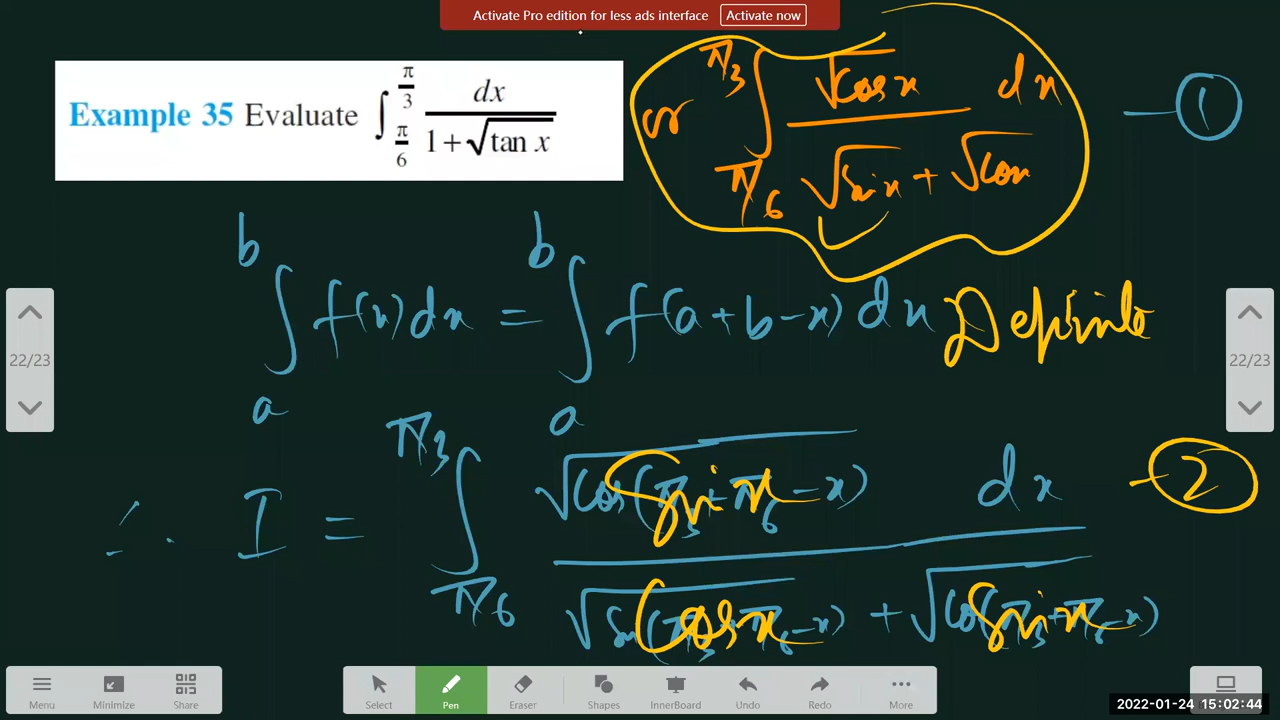 Activate Pro edition for less ads interface Activate now
Example 35 Evaluate ∫ π/6 π/3 dx / 1 + √tan x
or ∫ π/6 π/3 √cos x / √sin x + √cos dx — 1
∫ a b f(x) dx = ∫ a b f(a + b − x) dx Definite
∴ I = ∫ π/6 π/3 √cos(π/3 + π/6 − x) dx — 2
sin x
√sin(π/3 + π/6 − x) + √cos(π/3 + π/6 − x)
cos x sin x
22/23
22/23
Menu Minimize Share Select Pen Eraser Shapes InnerBoard Undo Redo More
2022-01-24 15:02:44